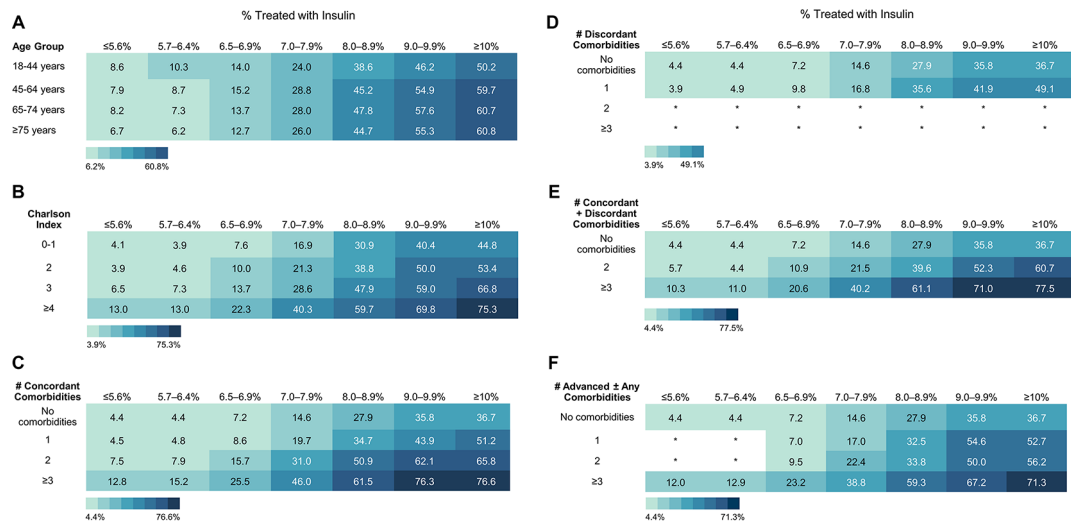 % Treated with Insulin
A
Age Group ≤5.6% 5.7–6.4% 6.5–6.9% 7.0–7.9% 8.0–8.9% 9.0–9.9% ≥10%
18-44 years 8.6 10.3 14.0 24.0 38.6 46.2 50.2
45-64 years 7.9 8.7 15.2 28.8 45.2 54.9 59.7
65-74 years 8.2 7.3 13.7 28.0 47.8 57.6 60.7
≥75 years 6.7 6.2 12.7 26.0 44.7 55.3 60.8
6.2% 60.8%
B
Charlson
Index ≤5.6% 5.7–6.4% 6.5–6.9% 7.0–7.9% 8.0–8.9% 9.0–9.9% ≥10%
0-1 4.1 3.9 7.6 16.9 30.9 40.4 44.8
2 3.9 4.6 10.0 21.3 38.8 50.0 53.4
3 6.5 7.3 13.7 28.6 47.9 59.0 66.8
≥4 13.0 13.0 22.3 40.3 59.7 69.8 75.3
3.9% 75.3%
C
# Concordant
Comorbidities ≤5.6% 5.7–6.4% 6.5–6.9% 7.0–7.9% 8.0–8.9% 9.0–9.9% ≥10%
No
comorbidities 4.4 4.4 7.2 14.6 27.9 35.8 36.7
1 4.5 4.8 8.6 19.7 34.7 43.9 51.2
2 7.5 7.9 15.7 31.0 50.9 62.1 65.8
≥3 12.8 15.2 25.5 46.0 61.5 76.3 76.6
4.4% 76.6%
% Treated with Insulin
D
# Discordant
Comorbidities ≤5.6% 5.7–6.4% 6.5–6.9% 7.0–7.9% 8.0–8.9% 9.0–9.9% ≥10%
No
comorbidities 4.4 4.4 7.2 14.6 27.9 35.8 36.7
1 3.9 4.9 9.8 16.8 35.6 41.9 49.1
2 * * * * * * *
≥3 * * * * * * *
3.9% 49.1%
E
# Concordant
+ Discordant
Comorbidities ≤5.6% 5.7–6.4% 6.5–6.9% 7.0–7.9% 8.0–8.9% 9.0–9.9% ≥10%
No
comorbidities 4.4 4.4 7.2 14.6 27.9 35.8 36.7
2 5.7 4.4 10.9 21.5 39.6 52.3 60.7
≥3 10.3 11.0 20.6 40.2 61.1 71.0 77.5
4.4% 77.5%
F
# Advanced ± Any
Comorbidities ≤5.6% 5.7–6.4% 6.5–6.9% 7.0–7.9% 8.0–8.9% 9.0–9.9% ≥10%
No comorbidities 4.4 4.4 7.2 14.6 27.9 35.8 36.7
1 * * 7.0 17.0 32.5 54.6 52.7
2 * * 9.5 22.4 33.8 50.0 56.2
≥3 12.0 12.9 23.2 38.8 59.3 67.2 71.3
4.4% 71.3%